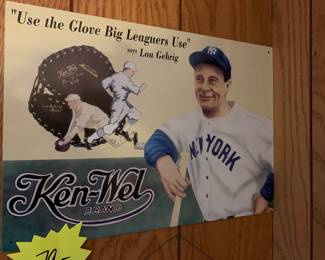 "Use the Glove Big Leaguers Use"
says Lou Gehrig
NEW YORK
Ken-Wel
BRAND